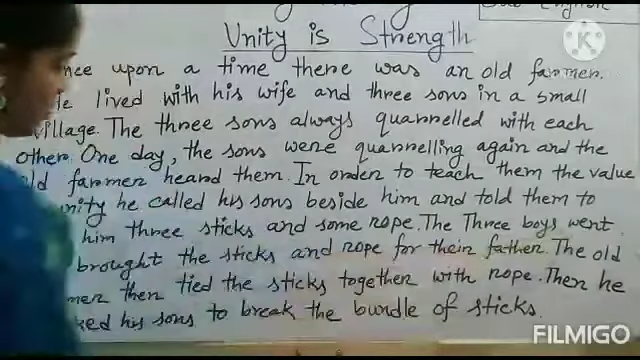 Unity is Strength
nce upon a time there was an old farmer.
lived with his wife and three sons in a small
village. The three sons always quarrelled with each
other. One day, the sons were quarrelling again and the
ld farmer heard them. In order to teach them the value
nity he called his sons beside him and told them to
him three sticks and some rope. The Three boys went
brought the sticks and rope for their father. The old
mer then tied the sticks together with rope. Then he
ked his sons to break the bundle of sticks.
FILMIGO